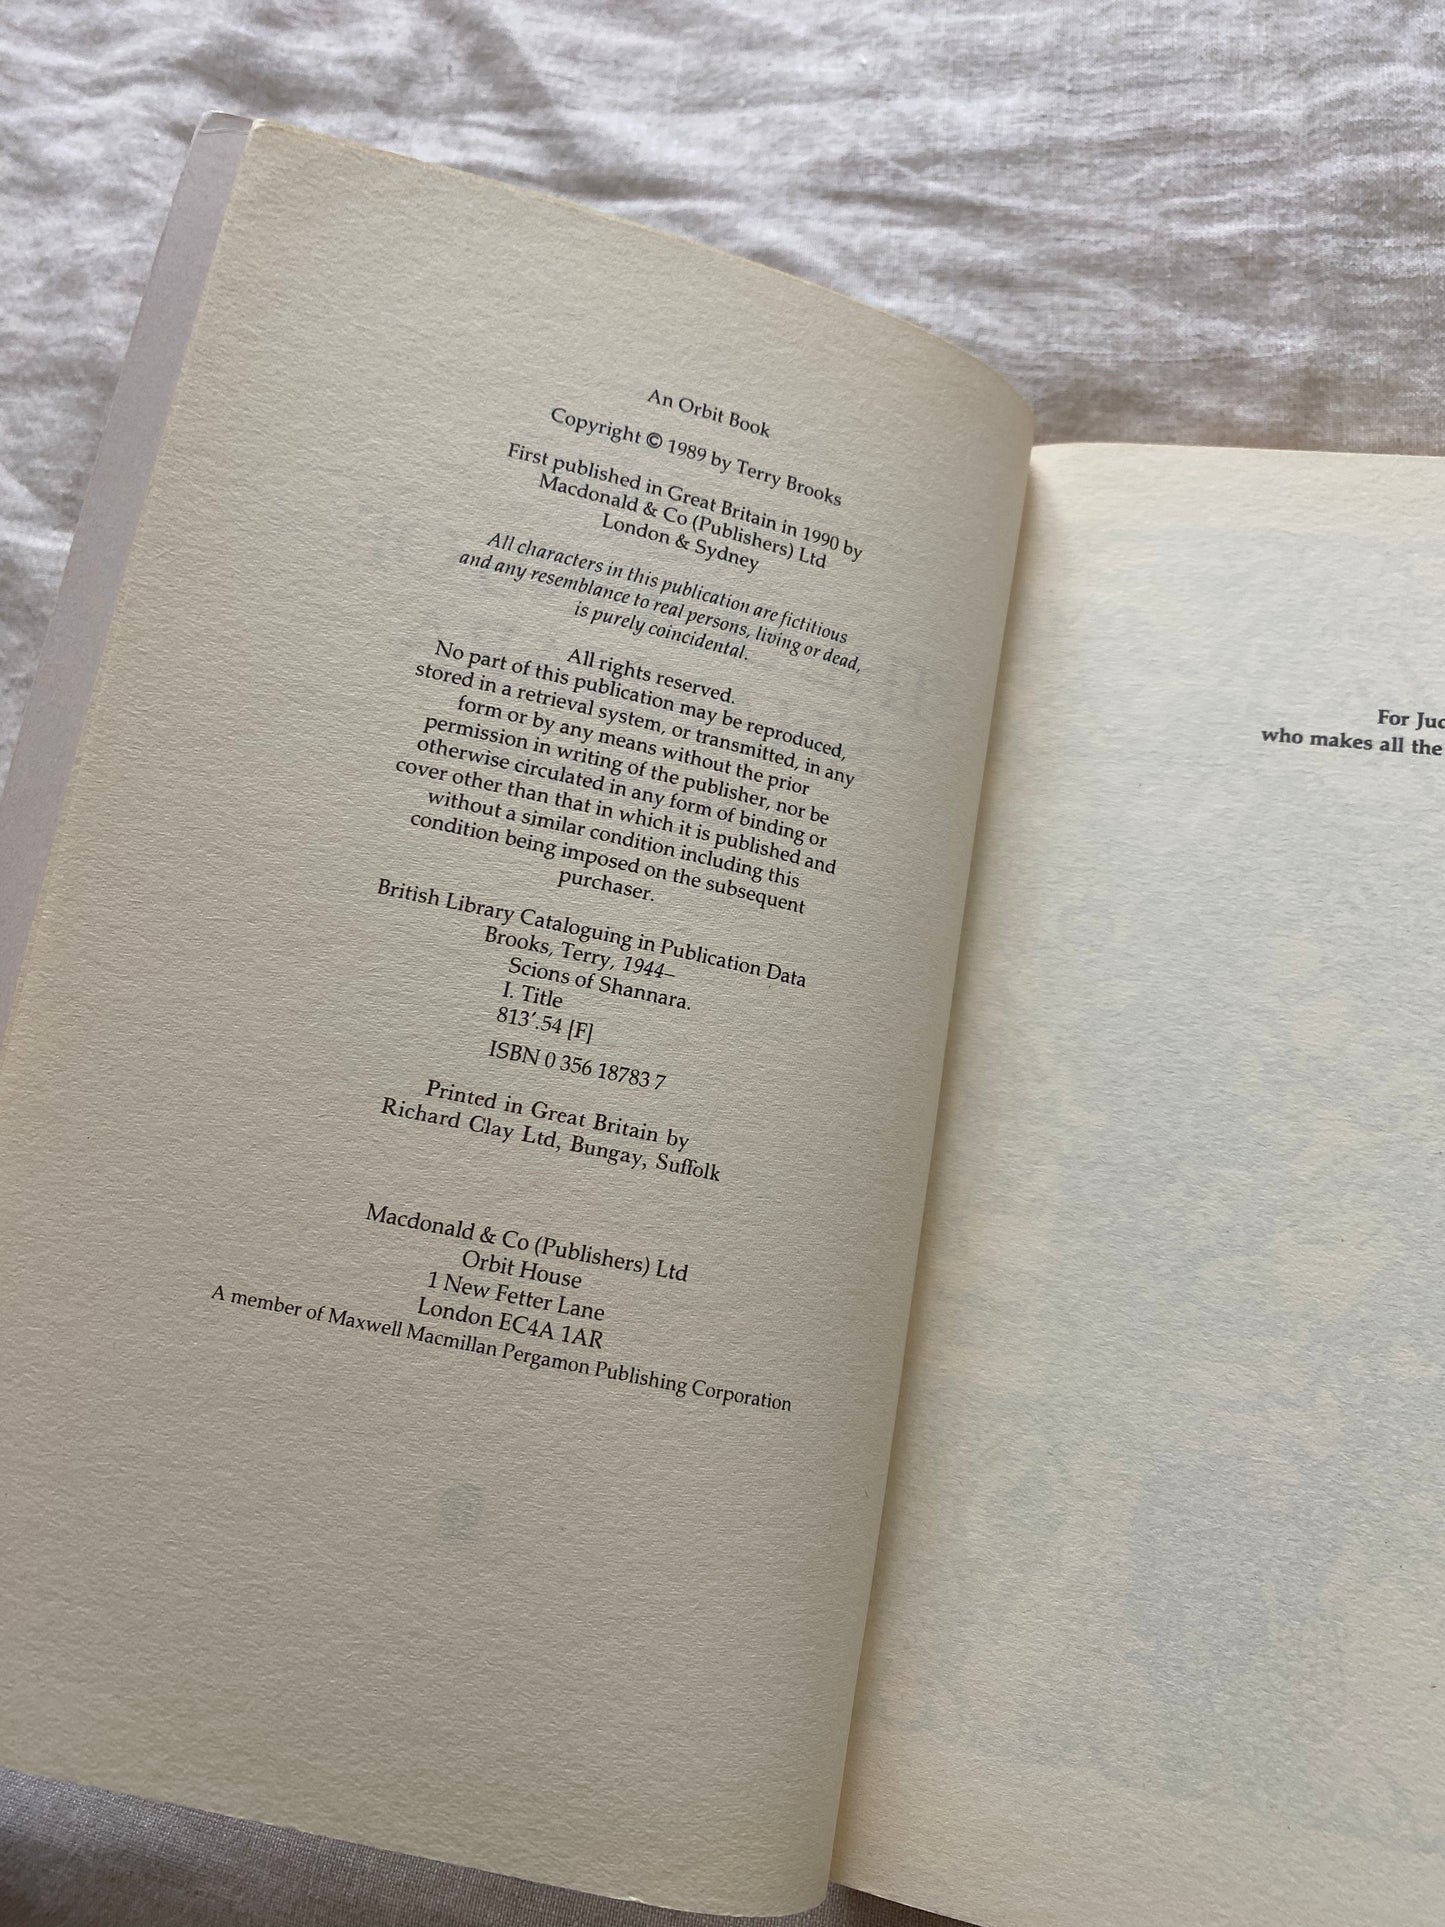 An Orbit Book
Copyright © 1989 by Terry Brooks
First published in Great Britain in 1990 by
Macdonald & Co (Publishers) Ltd
London & Sydney
All characters in this publication are fictitious
and any resemblance to real persons, living or dead,
is purely coincidental.
All rights reserved.
No part of this publication may be reproduced,
stored in a retrieval system, or transmitted, in any
form or by any means without the prior
permission in writing of the publisher, nor be
otherwise circulated in any form of binding or
cover other than that in which it is published and
without a similar condition including this
condition being imposed on the subsequent
purchaser.
British Library Cataloguing in Publication Data
Brooks, Terry, 1944–
Scions of Shannara.
I. Title
813′.54 [F]
ISBN 0 356 18783 7
Printed in Great Britain by
Richard Clay Ltd, Bungay, Suffolk
Macdonald & Co (Publishers) Ltd
Orbit House
1 New Fetter Lane
London EC4A 1AR
A member of Maxwell Macmillan Pergamon Publishing Corporation
For
who makes all the